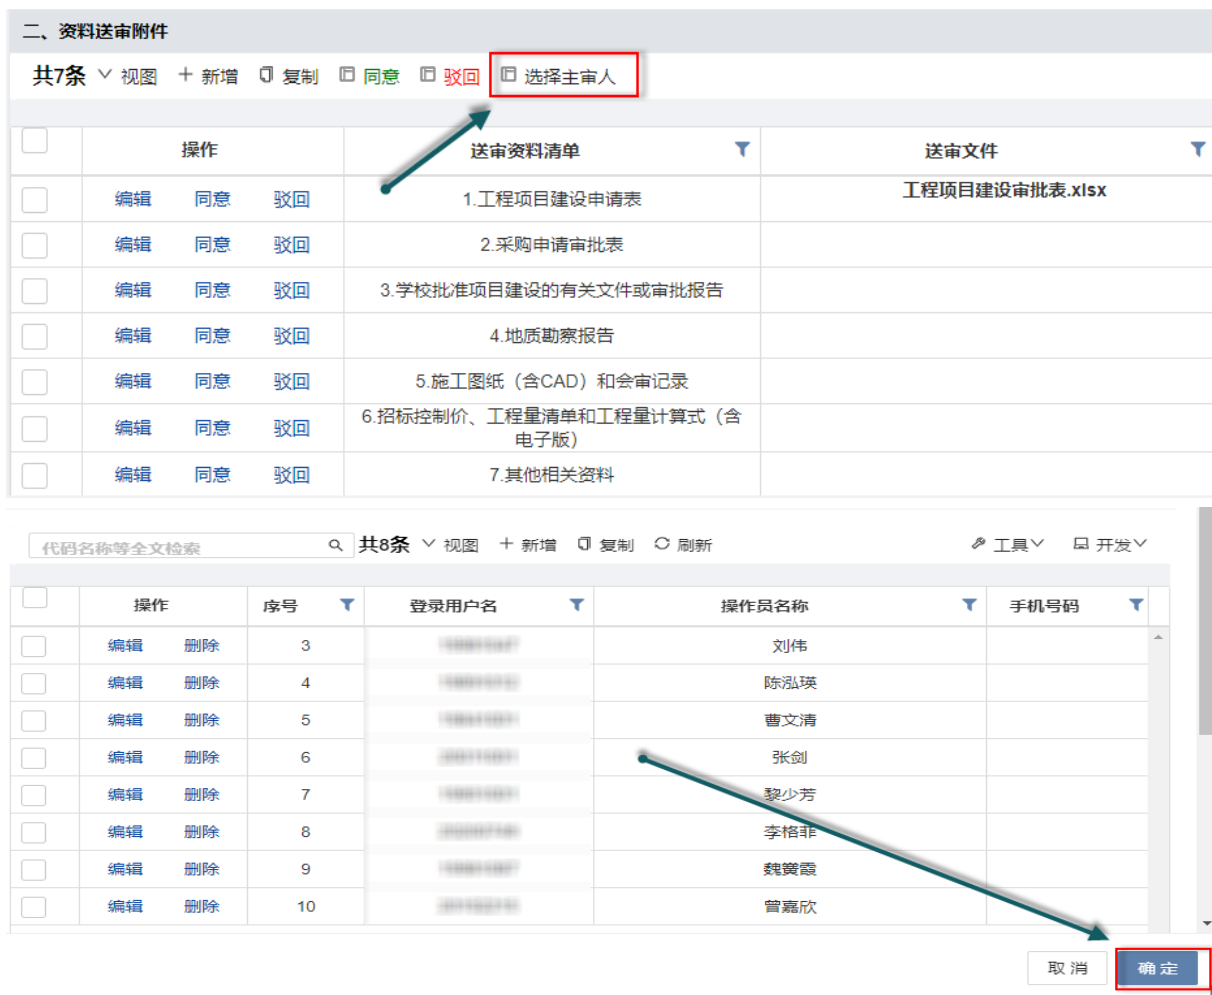 二、资料送审附件
共7条 视图 新增 复制 同意 驳回 选择主审人
操作 送审资料清单 送审文件
编辑 同意 驳回 1.工程项目建设申请表 工程项目建设审批表.xlsx
编辑 同意 驳回 2.采购申请审批表
编辑 同意 驳回 3.学校批准项目建设的有关文件或审批报告
编辑 同意 驳回 4.地质勘察报告
编辑 同意 驳回 5.施工图纸（含CAD）和会审记录
编辑 同意 驳回 6.招标控制价、工程量清单和工程量计算式（含
电子版）
编辑 同意 驳回 7.其他相关资料
代码名称等全文检索 共8条 视图 新增 复制 刷新 工具 开发
操作 序号 登录用户名 操作员名称 手机号码
编辑 删除 3 刘伟
编辑 删除 4 陈泓瑛
编辑 删除 5 曹文清
编辑 删除 6 张剑
编辑 删除 7 黎少芳
编辑 删除 8 李格菲
编辑 删除 9 魏黉霞
编辑 删除 10 曾嘉欣
取消 确定